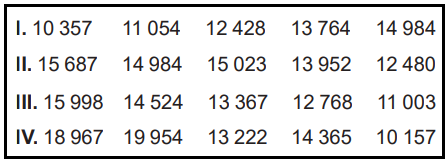 I. 10 357 11 054 12 428 13 764 14 984
II. 15 687 14 984 15 023 13 952 12 480
III. 15 998 14 524 13 367 12 768 11 003
IV. 18 967 19 954 13 222 14 365 10 157